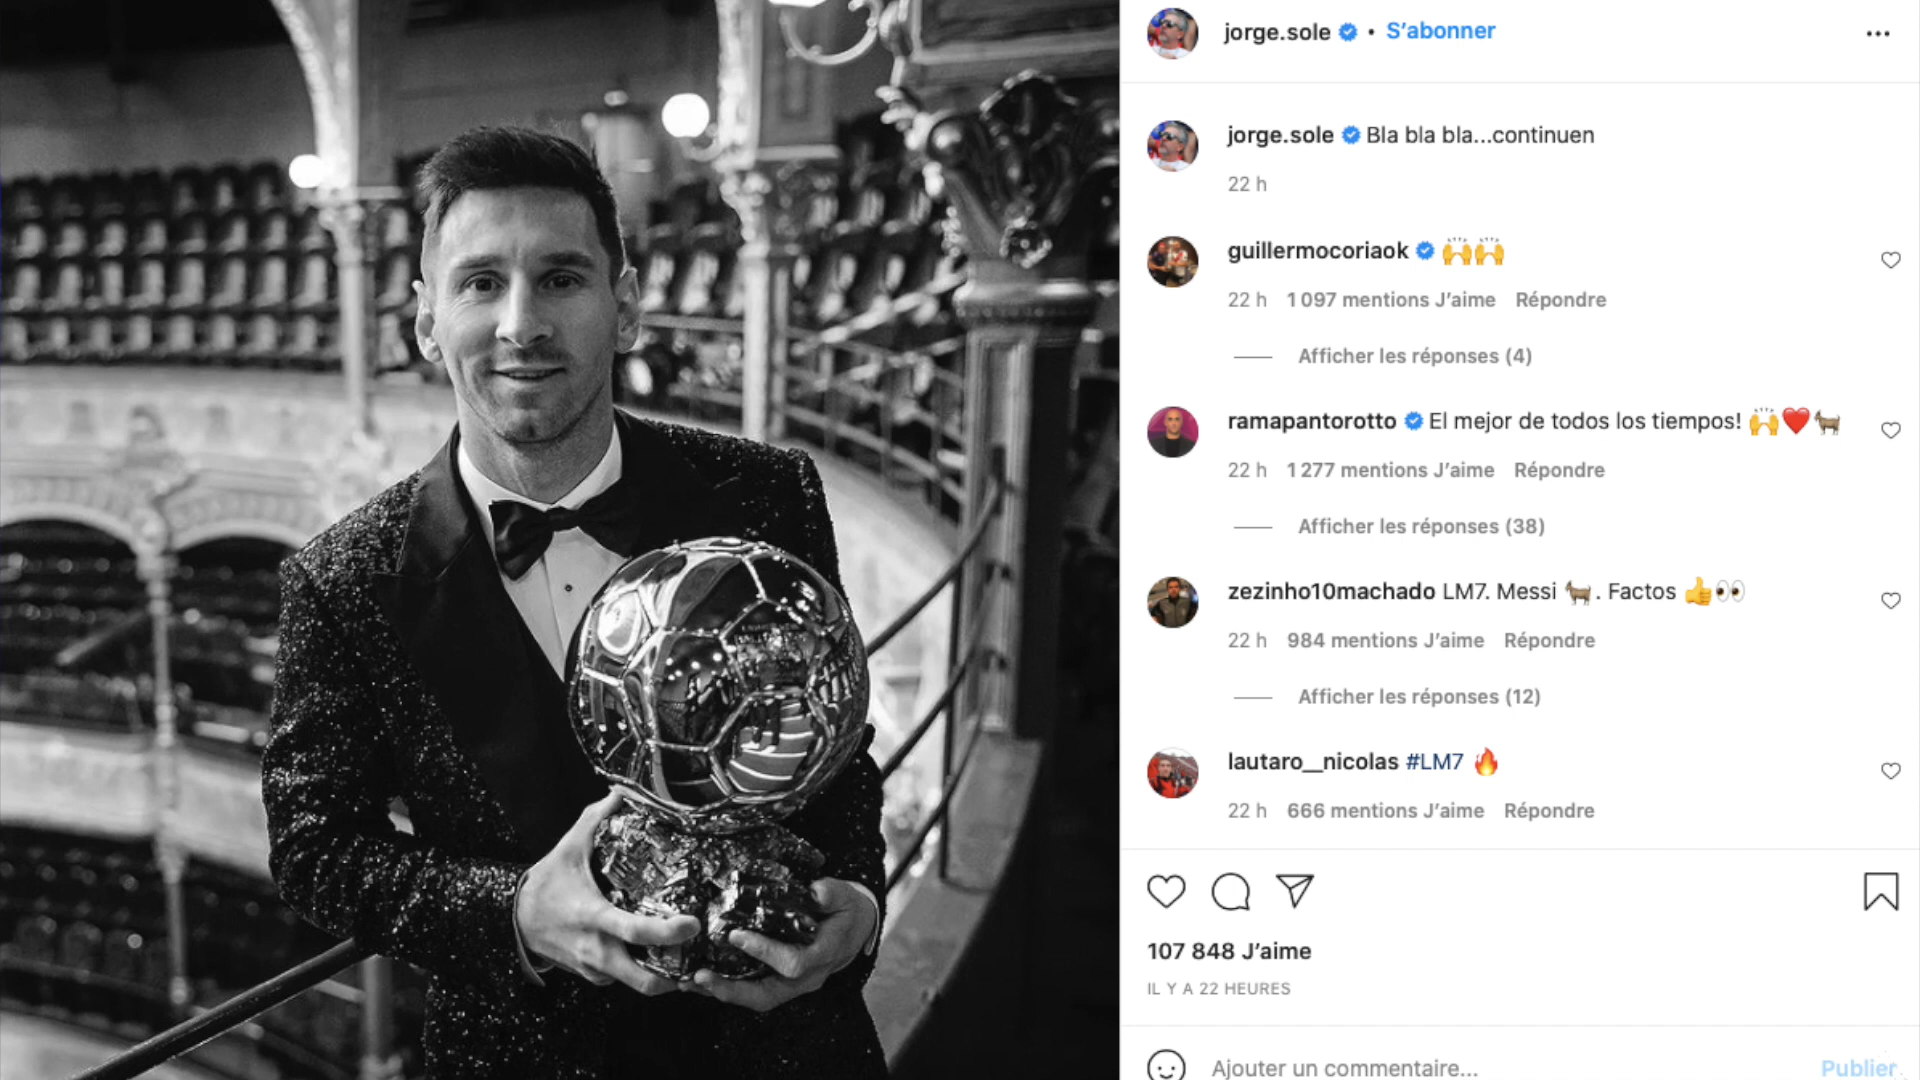 jorge.sole • S’abonner
jorge.sole Bla bla bla...continuen
22 h
guillermocoriaok 🙌🙌
22 h 1 097 mentions J’aime Répondre
Afficher les réponses (4)
ramapantorotto El mejor de todos los tiempos! 🙌❤️🐐
22 h 1 277 mentions J’aime Répondre
Afficher les réponses (38)
zezinho10machado LM7. Messi 🐐. Factos 👍👀
22 h 984 mentions J’aime Répondre
Afficher les réponses (12)
lautaro__nicolas #LM7 🔥
22 h 666 mentions J’aime Répondre
107 848 J’aime
IL Y A 22 HEURES
Ajouter un commentaire... Publier